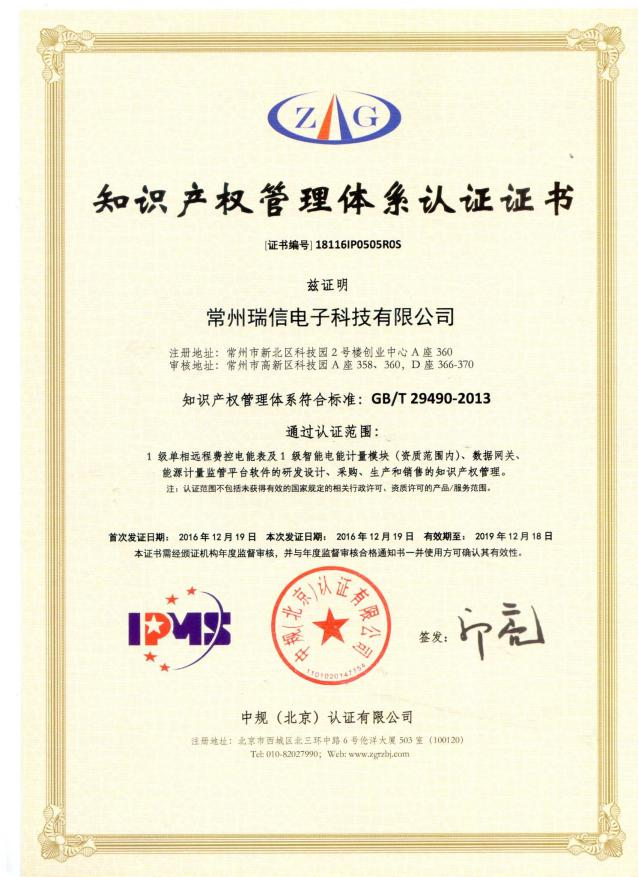 ZG
知识产权管理体系认证证书
[证书编号] 18116IP0505R0S
兹证明
常州瑞信电子科技有限公司
注册地址：常州市新北区科技园 2 号楼创业中心 A 座 360
审核地址：常州市高新区科技园 A 座 358、360，D 座 366-370
知识产权管理体系符合标准：GB/T 29490-2013
通过认证范围：
1 级单相远程费控电能表及 1 级智能电能计量模块（资质范围内）、数据网关、
能源计量监管平台软件的研发设计、采购、生产和销售的知识产权管理。
注：认证范围不包括未获得有效的国家规定的相关行政许可、资质许可的产品/服务范围。
首次发证日期： 2016 年 12 月 19 日 本次发证日期： 2016 年 12 月 19 日 有效期至： 2019 年 12 月 18 日
本证书需经颁证机构年度监督审核，并与年度监督审核合格通知书一并使用方可确认其有效性。
IPMS
中规(北京)认证有限公司
1101020147754
签发：
中规（北京）认证有限公司
注册地址：北京市西城区北三环中路 6 号伦洋大厦 503 室（100120）
Tel: 010-82027990；Web: www.zgrzbj.com